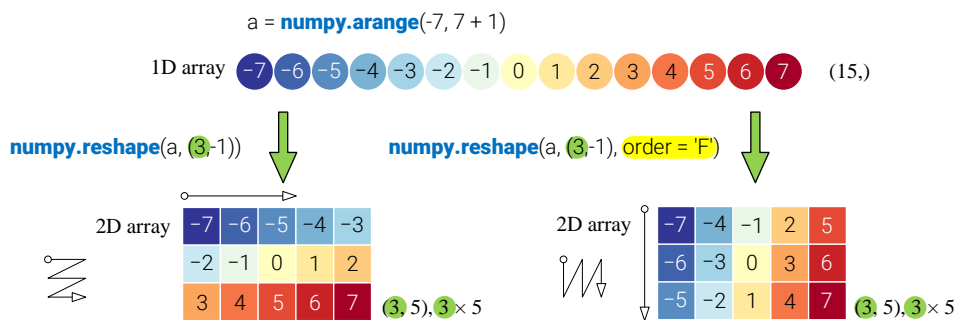 a = numpy.arange(-7, 7 + 1)
1D array −7 −6 −5 −4 −3 −2 −1 0 1 2 3 4 5 6 7 (15,)
numpy.reshape(a, (3,-1))
numpy.reshape(a, (3,-1), order = 'F')
2D array −7 −6 −5 −4 −3
−2 −1 0 1 2
3 4 5 6 7 (3, 5), 3 × 5
2D array −7 −4 −1 2 5
−6 −3 0 3 6
−5 −2 1 4 7 (3, 5), 3 × 5